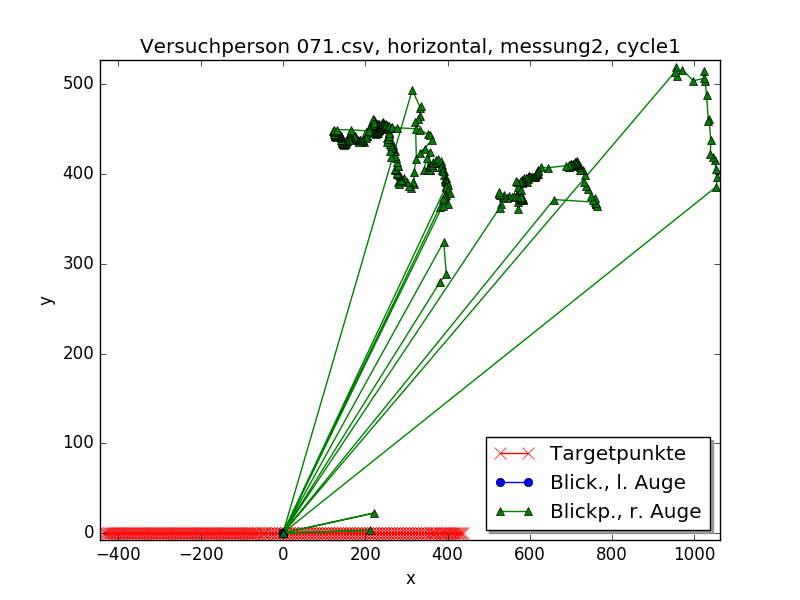 Versuchperson 071.csv, horizontal, messung2, cycle1
y
500
400
300
200
100
0
−400
−200
0
200
400
600
800
1000
x
Targetpunkte
Blick., l. Auge
Blickp., r. Auge